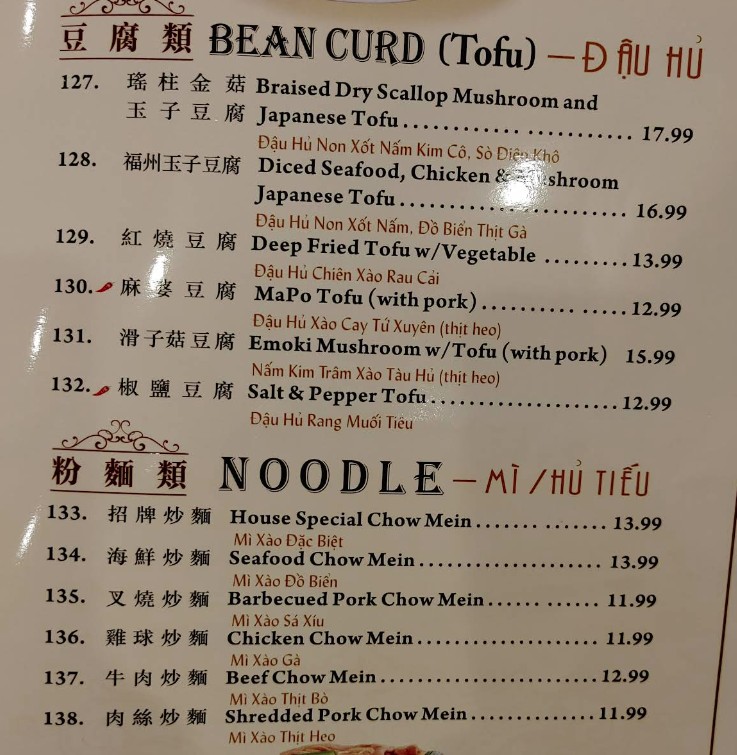 豆腐類 BEAN CURD (Tofu) — ĐẬU HỦ
127. 瑤柱金菇 Braised Dry Scallop Mushroom and
玉子豆腐 Japanese Tofu ........... ........... 17.99
Đậu Hủ Non Xốt Nấm Kim Cô, Sò Điệp Khô
128. 福州玉子豆腐 Diced Seafood, Chicken & Mushroom
Japanese Tofu ........................ 16.99
Đậu Hủ Non Xốt Nấm, Đồ Biển Thịt Gà
129. 紅燒豆腐 Deep Fried Tofu w/Vegetable ......... 13.99
Đậu Hủ Chiên Xào Rau Cải
130. 麻婆豆腐 MaPo Tofu (with pork) .......... ..... 12.99
Đậu Hủ Xào Cay Tứ Xuyên (thịt heo)
131. 滑子菇豆腐 Emoki Mushroom w/Tofu (with pork) 15.99
Nấm Kim Trâm Xào Tàu Hủ (thịt heo)
132. 椒鹽豆腐 Salt & Pepper Tofu .................... 12.99
Đậu Hủ Rang Muối Tiêu
粉麵類 NOODLE — MÌ /HỦ TIẾU
133. 招牌炒麵 House Special Chow Mein ....... ....... 13.99
Mì Xào Đặc Biệt
134. 海鮮炒麵 Seafood Chow Mein ..................... 13.99
Mì Xào Đồ Biển
135. 叉燒炒麵 Barbecued Pork Chow Mein ...... ...... 11.99
Mì Xào Sá Xíu
136. 雞球炒麵 Chicken Chow Mein ..................... 11.99
Mì Xào Gà
137. 牛肉炒麵 Beef Chow Mein ......................... 12.99
Mì Xào Thịt Bò
138. 肉絲炒麵 Shredded Pork Chow Mein ............... 11.99
Mì Xào Thịt Heo